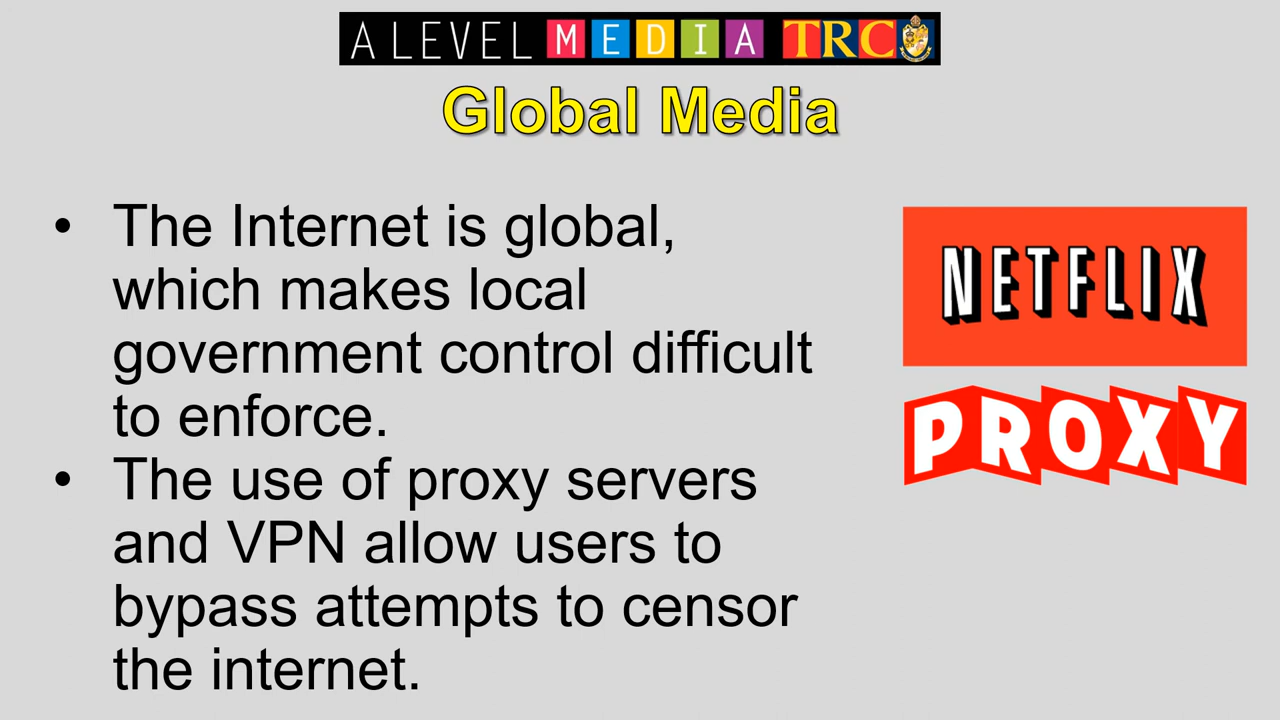 A LEVEL MEDIA TRC
Global Media
• The Internet is global,
which makes local
government control difficult
to enforce.
• The use of proxy servers
and VPN allow users to
bypass attempts to censor
the internet.
NETFLIX
PROXY